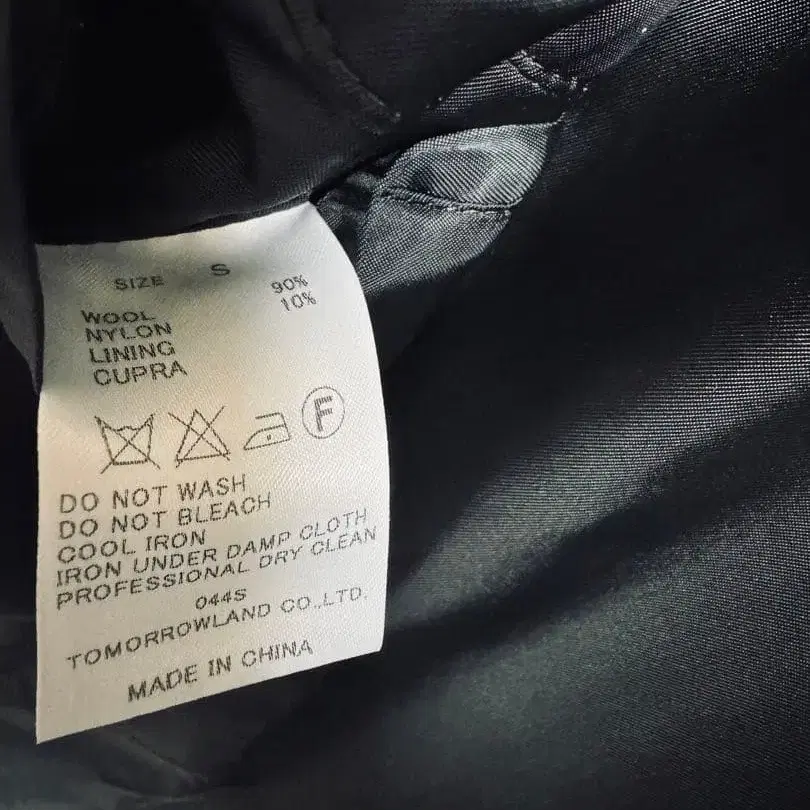 SIZE S
WOOL 90%
NYLON 10%
LINING
CUPRA
F
DO NOT WASH
DO NOT BLEACH
COOL IRON
IRON UNDER DAMP CLOTH
PROFESSIONAL DRY CLEAN
044S
TOMORROWLAND CO.,LTD.
MADE IN CHINA